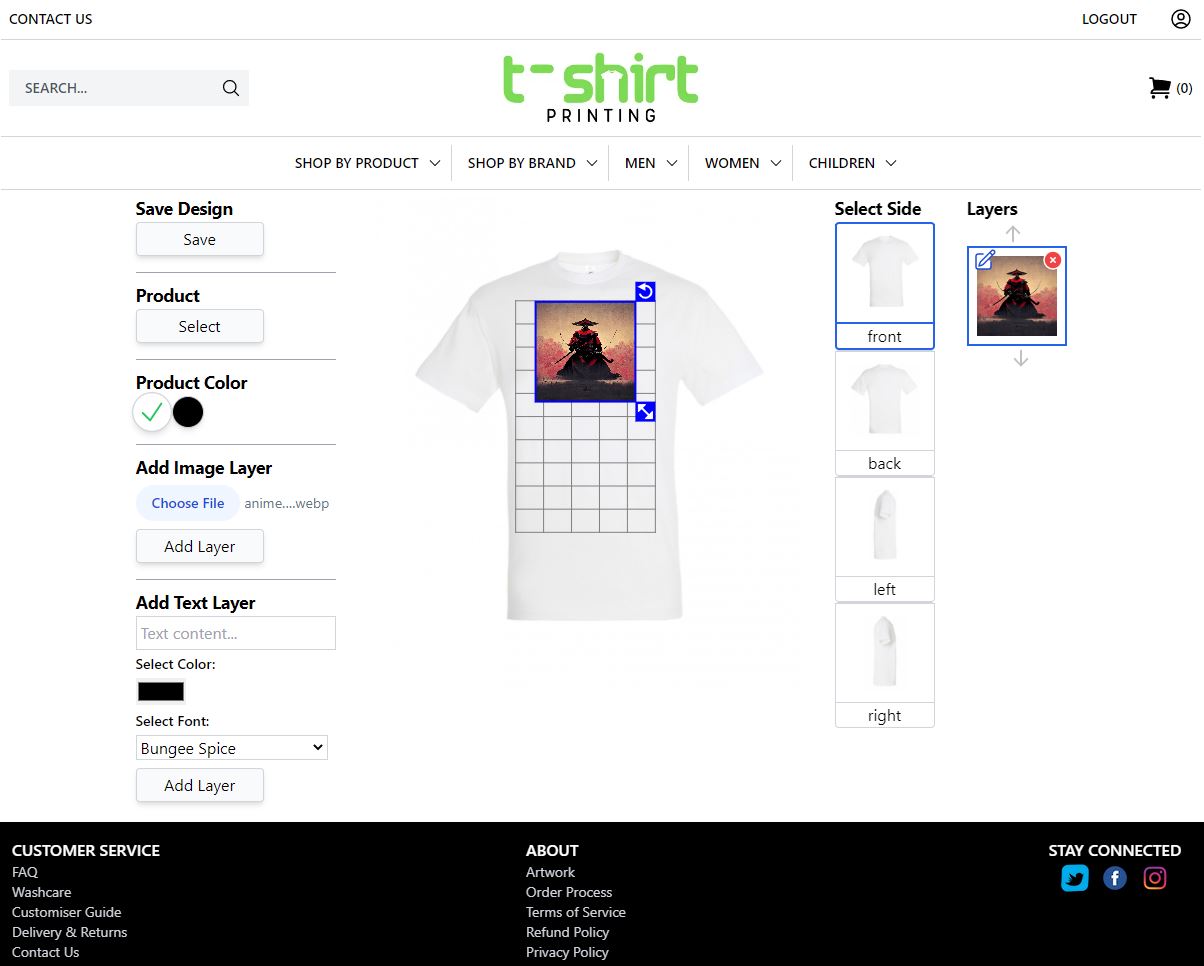 CONTACT US
LOGOUT
SEARCH...
t-shirt
PRINTING
(0)
SHOP BY PRODUCT
SHOP BY BRAND
MEN
WOMEN
CHILDREN
Save Design
Save
Product
Select
Product Color
Add Image Layer
Choose File anime....webp
Add Layer
Add Text Layer
Text content...
Select Color:
Select Font:
Bungee Spice
Add Layer
Select Side
front
back
left
right
Layers
CUSTOMER SERVICE
FAQ
Washcare
Customiser Guide
Delivery & Returns
Contact Us
ABOUT
Artwork
Order Process
Terms of Service
Refund Policy
Privacy Policy
STAY CONNECTED